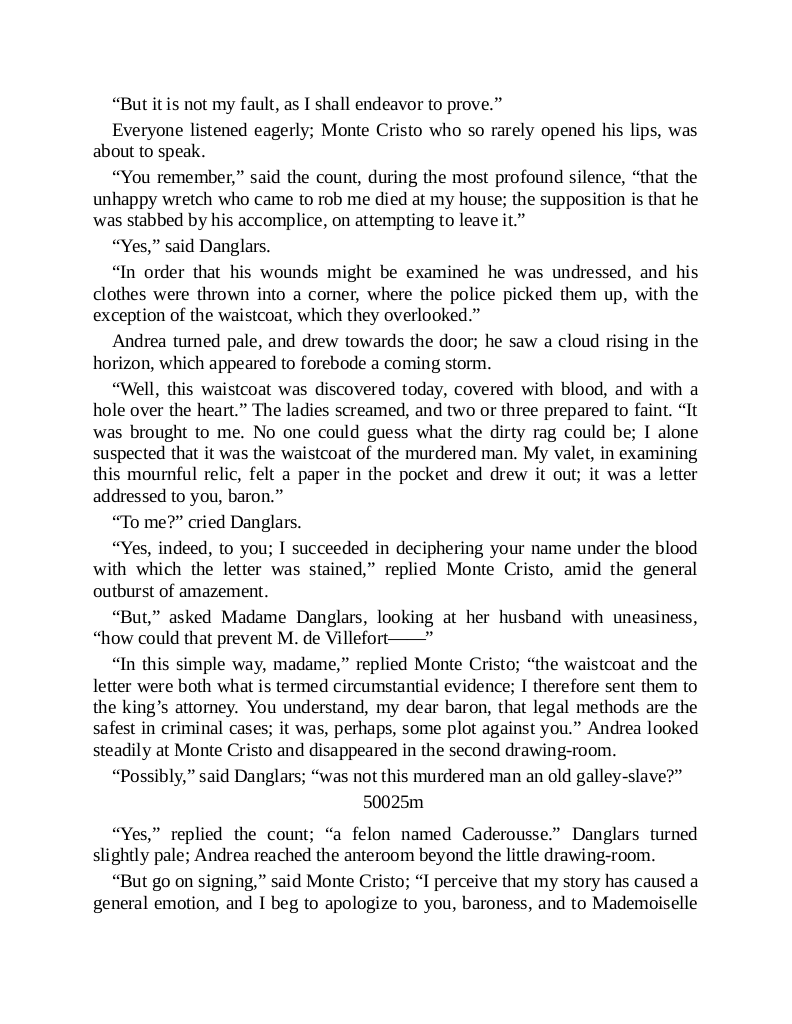 “But it is not my fault, as I shall endeavor to prove.”
Everyone listened eagerly; Monte Cristo who so rarely opened his lips, was
about to speak.
“You remember,” said the count, during the most profound silence, “that the
unhappy wretch who came to rob me died at my house; the supposition is that he
was stabbed by his accomplice, on attempting to leave it.”
“Yes,” said Danglars.
“In order that his wounds might be examined he was undressed, and his
clothes were thrown into a corner, where the police picked them up, with the
exception of the waistcoat, which they overlooked.”
Andrea turned pale, and drew towards the door; he saw a cloud rising in the
horizon, which appeared to forebode a coming storm.
“Well, this waistcoat was discovered today, covered with blood, and with a
hole over the heart.” The ladies screamed, and two or three prepared to faint. “It
was brought to me. No one could guess what the dirty rag could be; I alone
suspected that it was the waistcoat of the murdered man. My valet, in examining
this mournful relic, felt a paper in the pocket and drew it out; it was a letter
addressed to you, baron.”
“To me?” cried Danglars.
“Yes, indeed, to you; I succeeded in deciphering your name under the blood
with which the letter was stained,” replied Monte Cristo, amid the general
outburst of amazement.
“But,” asked Madame Danglars, looking at her husband with uneasiness,
“how could that prevent M. de Villefort——”
“In this simple way, madame,” replied Monte Cristo; “the waistcoat and the
letter were both what is termed circumstantial evidence; I therefore sent them to
the king’s attorney. You understand, my dear baron, that legal methods are the
safest in criminal cases; it was, perhaps, some plot against you.” Andrea looked
steadily at Monte Cristo and disappeared in the second drawing-room.
“Possibly,” said Danglars; “was not this murdered man an old galley-slave?”
50025m
“Yes,” replied the count; “a felon named Caderousse.” Danglars turned
slightly pale; Andrea reached the anteroom beyond the little drawing-room.
“But go on signing,” said Monte Cristo; “I perceive that my story has caused a
general emotion, and I beg to apologize to you, baroness, and to Mademoiselle